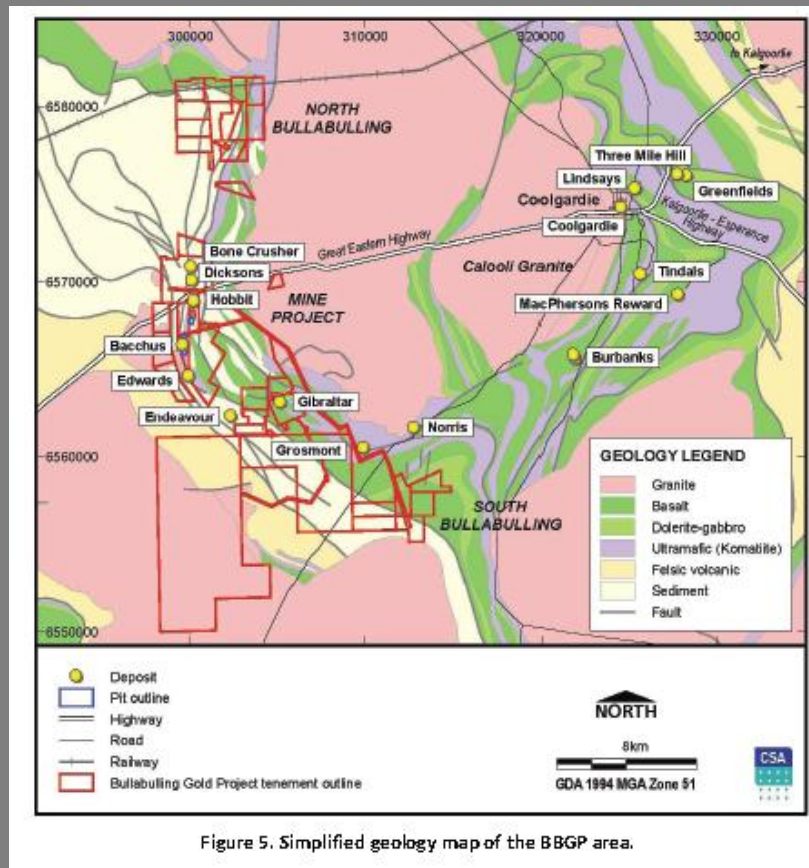 300000
310000
320000
330000
to Kalgoorlie
6580000
NORTH
BULLABULLING
Three Mile Hill
Lindsays
Greenfields
Coolgardie
Coolgardie
Kalgoorlie - Esperance
Highway
Bone Crusher
Great Eastern Highway
Dicksons
6570000
Calooli Granite
Tindals
Hobbit
MINE
PROJECT
MacPhersons Reward
Bacchus
Burbanks
Edwards
Gibraltar
Endeavour
Norris
Grosmont
6560000
SOUTH
BULLABULLING
GEOLOGY LEGEND
Granite
Basalt
Dolerite-gabbro
Ultramafic (Komatiite)
Felsic volcanic
Sediment
Fault
6550000
Deposit
Pit outline
Highway
Road
Railway
Bullabulling Gold Project tenement outline
NORTH
8km
GDA 1994 MGA Zone 51
CSA
Figure 5. Simplified geology map of the BBGP area.